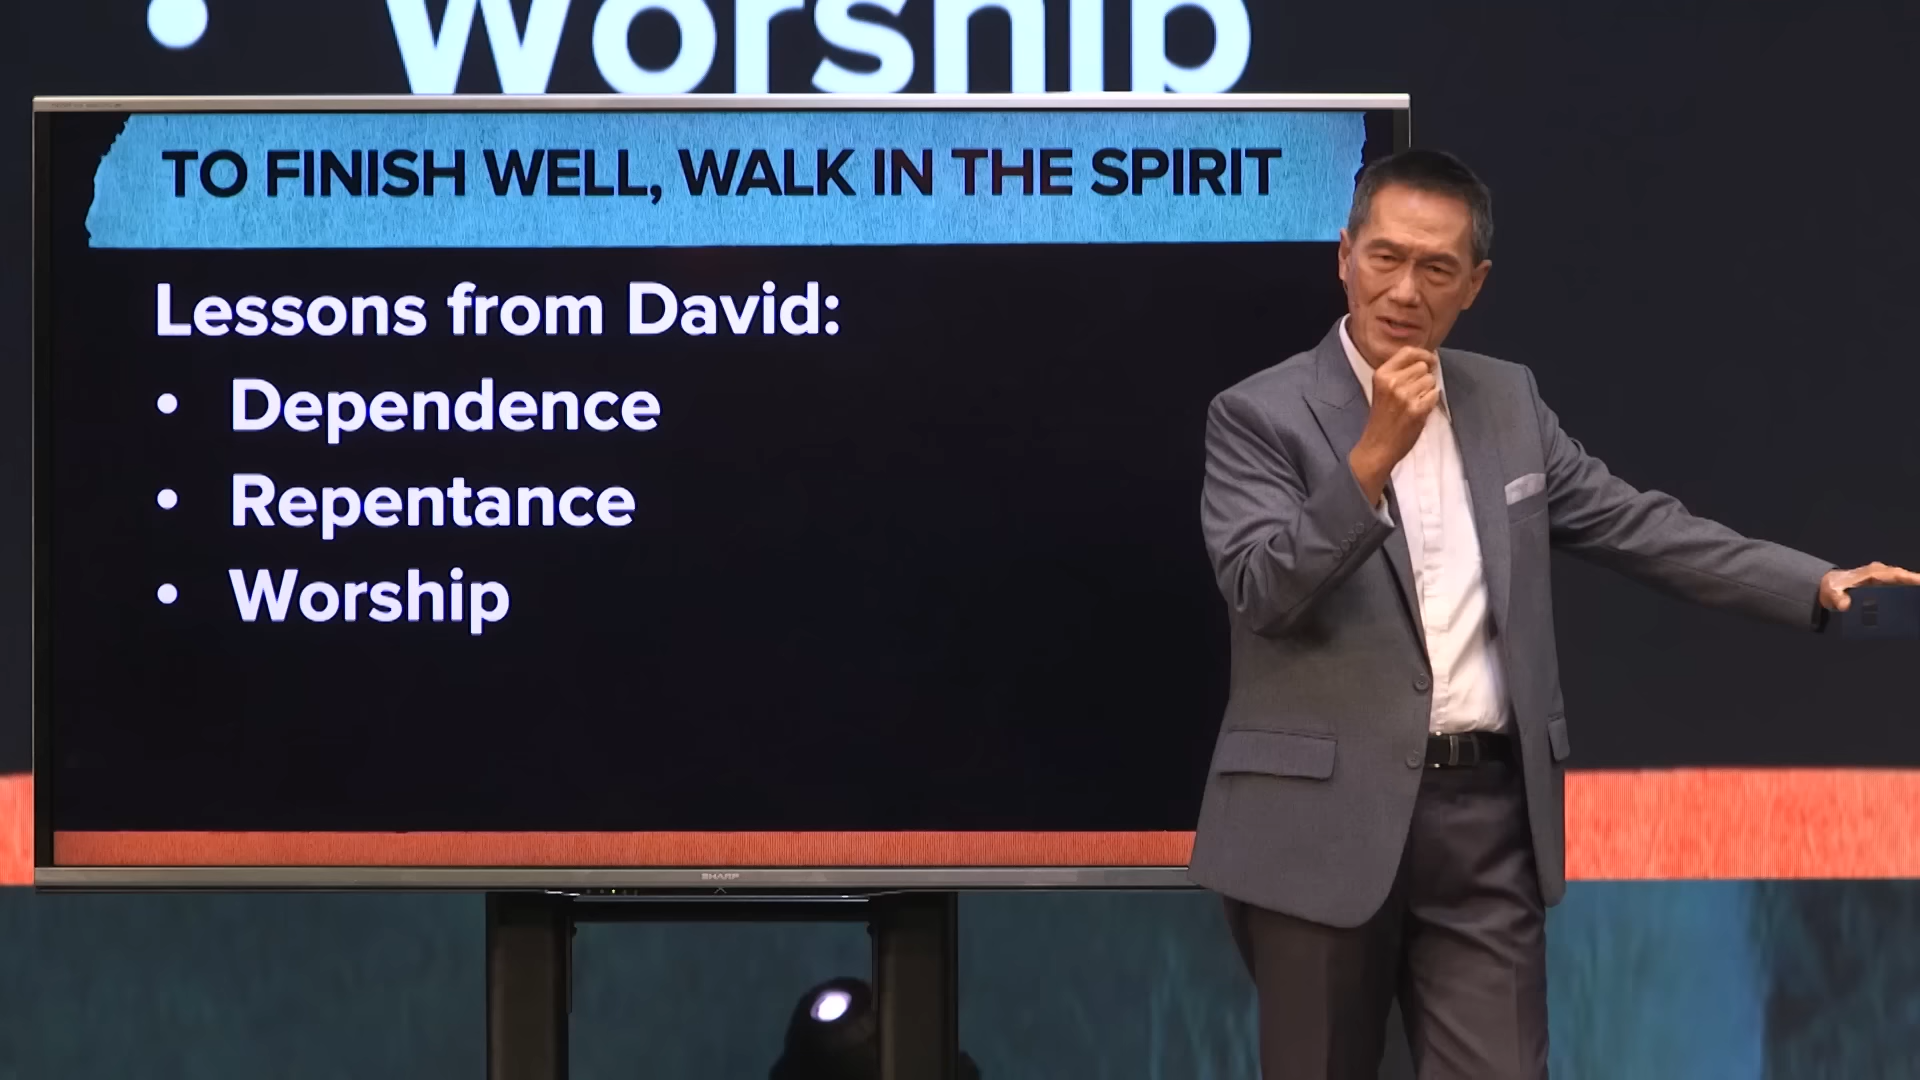 Worship
TO FINISH WELL, WALK IN THE SPIRIT
Lessons from David:
• Dependence
• Repentance
• Worship
SHARP